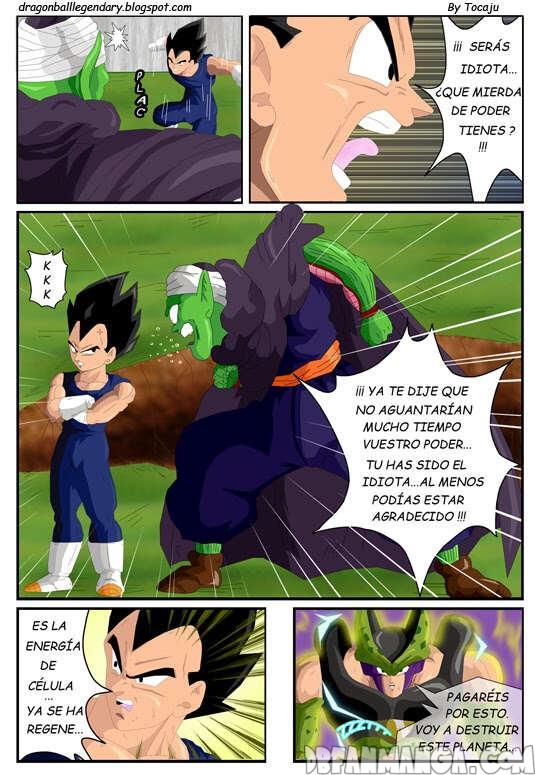 dragonballlegendary.blogspot.com
By Tocaju
PLAC
¡¡¡ SERÁS
IDIOTA...
¿QUE MIERDA
DE PODER
TIENES ?
!!!
K
K
K
¡¡¡ YA TE DIJE QUE
NO AGUANTARÍAN
MUCHO TIEMPO
VUESTRO PODER...
TU HAS SIDO EL
IDIOTA...AL MENOS
PODÍAS ESTAR
AGRADECIDO !!!
ES LA
ENERGÍA
DE
CÉLULA
...
YA SE HA
REGENE...
PAGARÉIS
POR ESTO.
VOY A DESTRUIR
ESTE PLANETA..
DBFANMANGA.COM